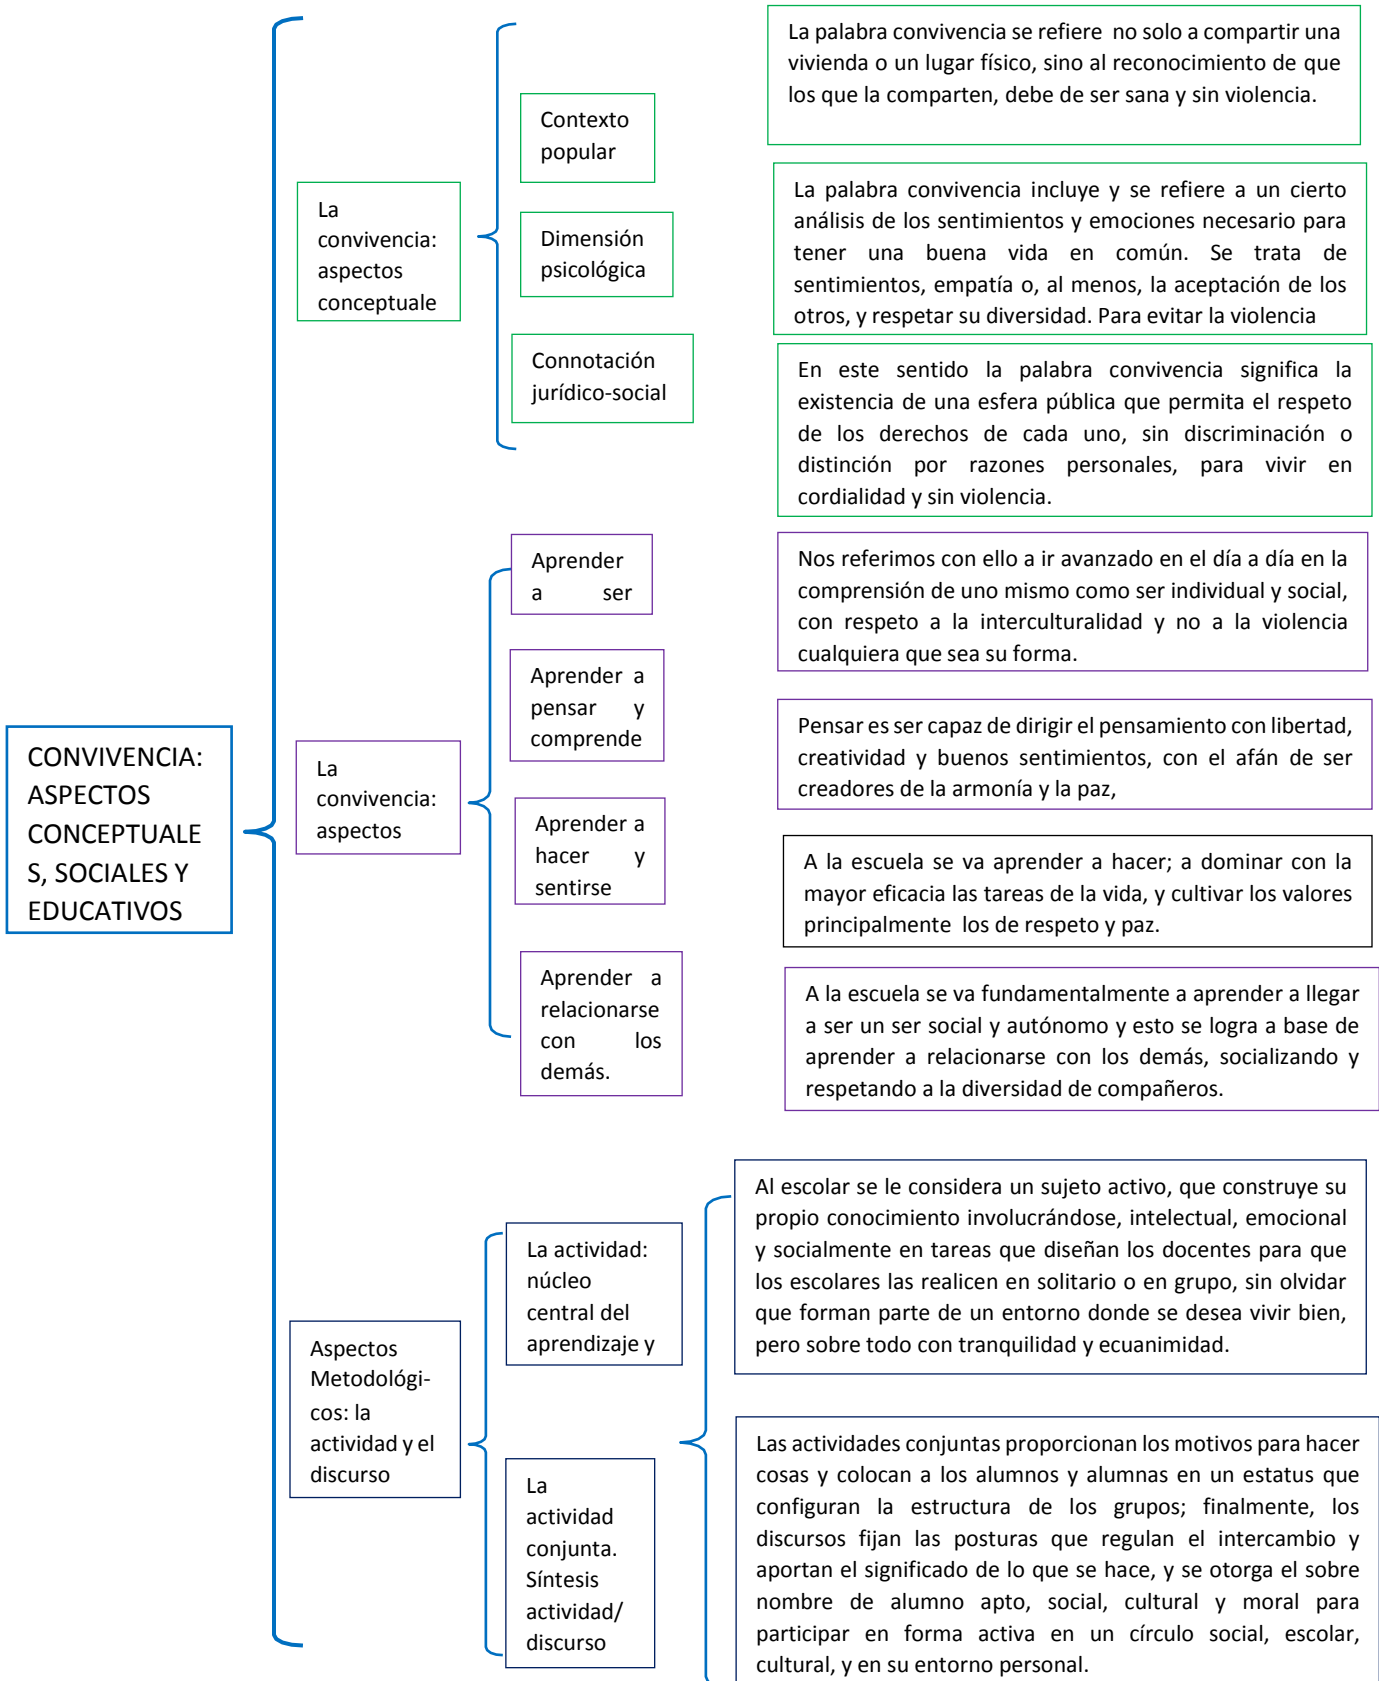 CONVIVENCIA:
ASPECTOS
CONCEPTUALE
S, SOCIALES Y
EDUCATIVOS
La
convivencia:
aspectos
conceptuale
Contexto
popular
La palabra convivencia se refiere no solo a compartir una
vivienda o un lugar físico, sino al reconocimiento de que
los que la comparten, debe de ser sana y sin violencia.
Dimensión
psicológica
La palabra convivencia incluye y se refiere a un cierto
análisis de los sentimientos y emociones necesario para
tener una buena vida en común. Se trata de
sentimientos, empatía o, al menos, la aceptación de los
otros, y respetar su diversidad. Para evitar la violencia
Connotación
jurídico-social
En este sentido la palabra convivencia significa la
existencia de una esfera pública que permita el respeto
de los derechos de cada uno, sin discriminación o
distinción por razones personales, para vivir en
cordialidad y sin violencia.
La
convivencia:
aspectos
Aprender
a ser
Nos referimos con ello a ir avanzado en el día a día en la
comprensión de uno mismo como ser individual y social,
con respeto a la interculturalidad y no a la violencia
cualquiera que sea su forma.
Aprender a
pensar y
comprende
Pensar es ser capaz de dirigir el pensamiento con libertad,
creatividad y buenos sentimientos, con el afán de ser
creadores de la armonía y la paz,
Aprender a
hacer y
sentirse
A la escuela se va aprender a hacer; a dominar con la
mayor eficacia las tareas de la vida, y cultivar los valores
principalmente los de respeto y paz.
Aprender a
relacionarse
con los
demás.
A la escuela se va fundamentalmente a aprender a llegar
a ser un ser social y autónomo y esto se logra a base de
aprender a relacionarse con los demás, socializando y
respetando a la diversidad de compañeros.
Aspectos
Metodológi-
cos: la
actividad y el
discurso
La actividad:
núcleo
central del
aprendizaje y
Al escolar se le considera un sujeto activo, que construye su
propio conocimiento involucrándose, intelectual, emocional
y socialmente en tareas que diseñan los docentes para que
los escolares las realicen en solitario o en grupo, sin olvidar
que forman parte de un entorno donde se desea vivir bien,
pero sobre todo con tranquilidad y ecuanimidad.
La
actividad
conjunta.
Síntesis
actividad/
discurso
Las actividades conjuntas proporcionan los motivos para hacer
cosas y colocan a los alumnos y alumnas en un estatus que
configuran la estructura de los grupos; finalmente, los
discursos fijan las posturas que regulan el intercambio y
aportan el significado de lo que se hace, y se otorga el sobre
nombre de alumno apto, social, cultural y moral para
participar en forma activa en un círculo social, escolar,
cultural, y en su entorno personal.